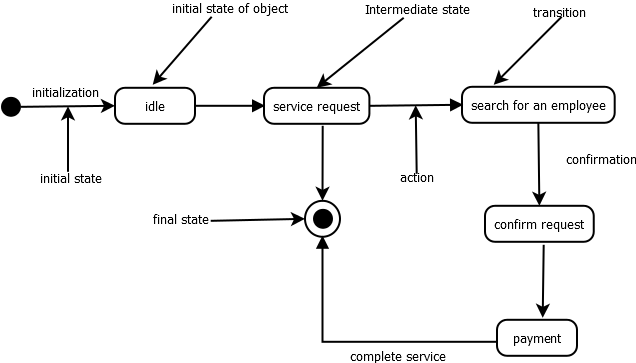 initial state of object
Intermediate state
transition
initialization
idle
service request
search for an employee
initial state
action
confirmation
final state
confirm request
payment
complete service